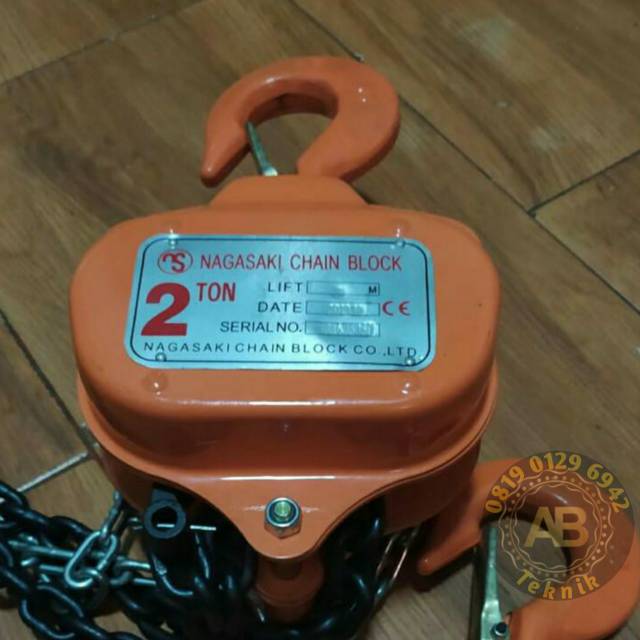 NS NAGASAKI CHAIN BLOCK
2 TON
LIFT M
DATE CE
SERIAL NO.
NAGASAKI CHAIN BLOCK CO.,LTD.
0819 0129 6942
AB
Teknik